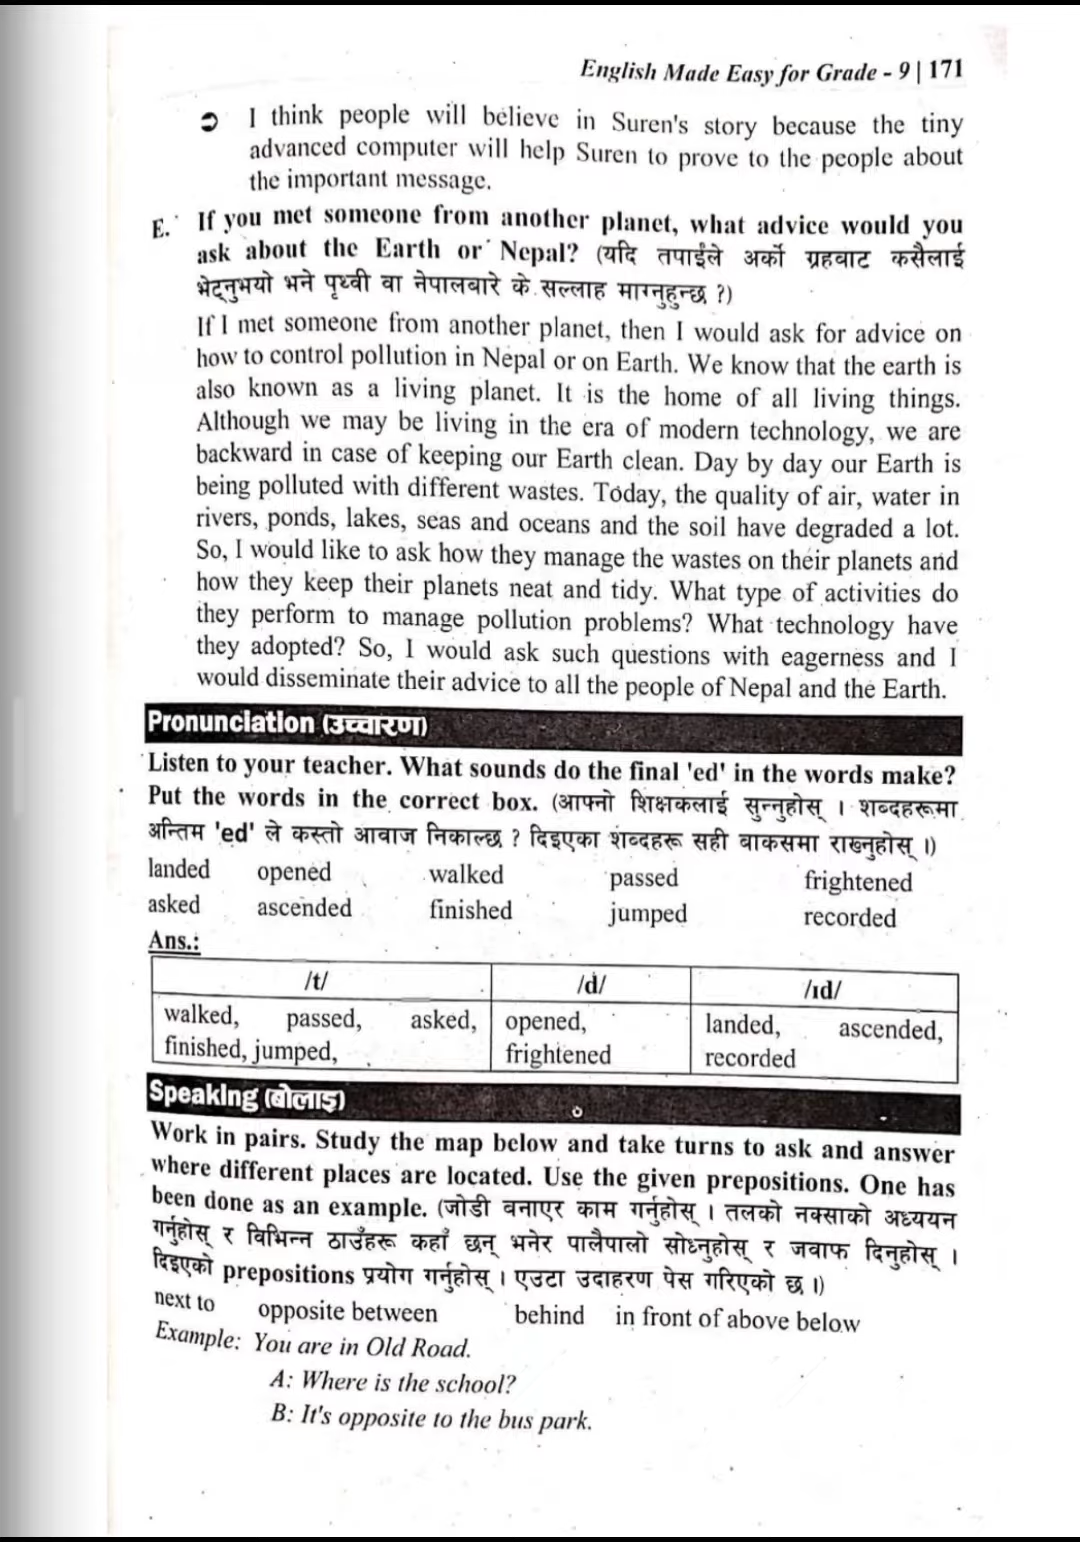 English Made Easy for Grade - 9 | 171
➲ I think people will believe in Suren's story because the tiny
advanced computer will help Suren to prove to the people about
the important message.
E. If you met someone from another planet, what advice would you
ask about the Earth or Nepal? (यदि तपाईंले अर्को ग्रहबाट कसैलाई
भेट्नुभयो भने पृथ्वी वा नेपालबारे के सल्लाह माग्नुहुन्छ ?)
If I met someone from another planet, then I would ask for advice on
how to control pollution in Nepal or on Earth. We know that the earth is
also known as a living planet. It is the home of all living things.
Although we may be living in the era of modern technology, we are
backward in case of keeping our Earth clean. Day by day our Earth is
being polluted with different wastes. Today, the quality of air, water in
rivers, ponds, lakes, seas and oceans and the soil have degraded a lot.
So, I would like to ask how they manage the wastes on their planets and
how they keep their planets neat and tidy. What type of activities do
they perform to manage pollution problems? What technology have
they adopted? So, I would ask such questions with eagerness and I
would disseminate their advice to all the people of Nepal and the Earth.
Pronunciation (उच्चारण)
Listen to your teacher. What sounds do the final 'ed' in the words make?
Put the words in the correct box. (आफ्नो शिक्षकलाई सुन्नुहोस् । शब्दहरूमा
अन्तिम 'ed' ले कस्तो आवाज निकाल्छ ? दिइएका शब्दहरू सही बाकसमा राख्नुहोस् ।)
landed opened walked passed frightened
asked ascended finished jumped recorded
Ans.:
/t/ /d/ /ɪd/
walked, passed, asked, opened, landed, ascended,
finished, jumped, frightened recorded
Speaking (बोलाइ)
Work in pairs. Study the map below and take turns to ask and answer
where different places are located. Use the given prepositions. One has
been done as an example. (जोडी बनाएर काम गर्नुहोस् । तलको नक्साको अध्ययन
गर्नुहोस् र विभिन्न ठाउँहरू कहाँ छन् भनेर पालैपालो सोध्नुहोस् र जवाफ दिनुहोस् ।
दिइएको prepositions प्रयोग गर्नुहोस् । एउटा उदाहरण पेस गरिएको छ ।)
next to opposite between behind in front of above below
Example: You are in Old Road.
A: Where is the school?
B: It's opposite to the bus park.